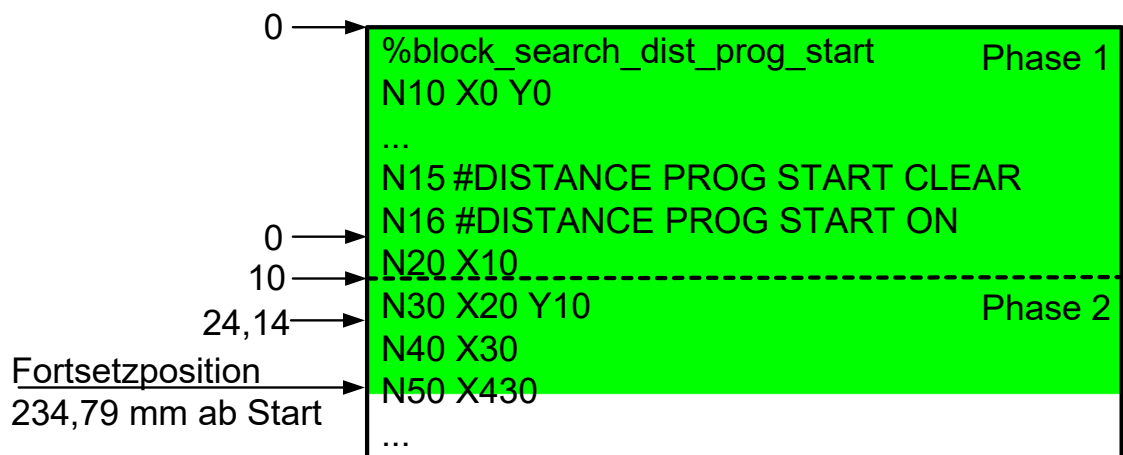 0
%block_search_dist_prog_start Phase 1
N10 X0 Y0
...
N15 #DISTANCE PROG START CLEAR
N16 #DISTANCE PROG START ON
0
N20 X10
10
N30 X20 Y10 Phase 2
24,14
N40 X30
Fortsetzposition
N50 X430
234,79 mm ab Start
...